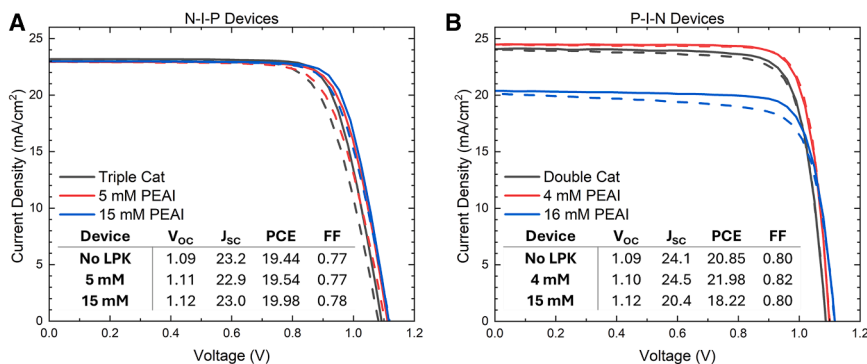 A
N-I-P Devices
Current Density (mA/cm²)
25
20
15
10
5
0
Triple Cat
5 mM PEAI
15 mM PEAI
Device V_OC J_SC PCE FF
No LPK 1.09 23.2 19.44 0.77
5 mM 1.11 22.9 19.54 0.77
15 mM 1.12 23.0 19.98 0.78
0.0 0.2 0.4 0.6 0.8 1.0 1.2
Voltage (V)
B
P-I-N Devices
Current Density (mA/cm²)
25
20
15
10
5
0
Double Cat
4 mM PEAI
16 mM PEAI
Device V_OC J_SC PCE FF
No LPK 1.09 24.1 20.85 0.80
4 mM 1.10 24.5 21.98 0.82
15 mM 1.12 20.4 18.22 0.80
0.0 0.2 0.4 0.6 0.8 1.0 1.2
Voltage (V)